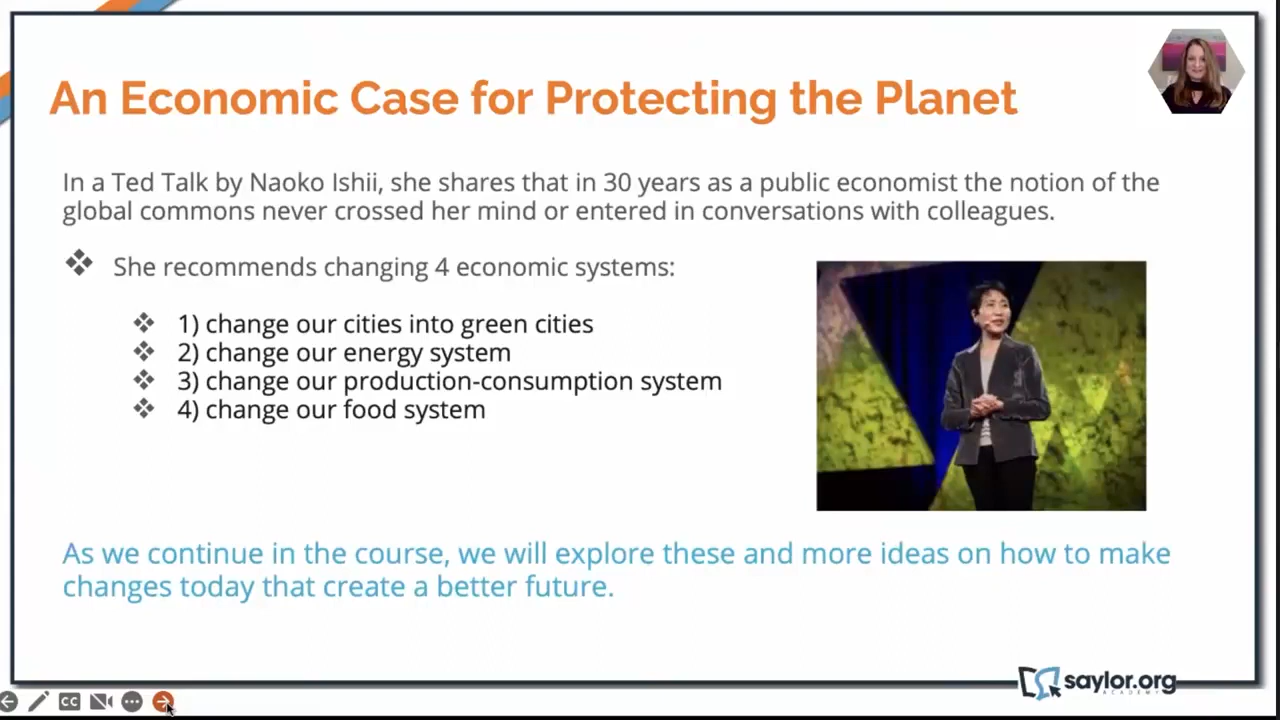 An Economic Case for Protecting the Planet
In a Ted Talk by Naoko Ishii, she shares that in 30 years as a public economist the notion of the
global commons never crossed her mind or entered in conversations with colleagues.
❖ She recommends changing 4 economic systems:
❖ 1) change our cities into green cities
❖ 2) change our energy system
❖ 3) change our production-consumption system
❖ 4) change our food system
As we continue in the course, we will explore these and more ideas on how to make
changes today that create a better future.
saylor.org
ACADEMY
CC